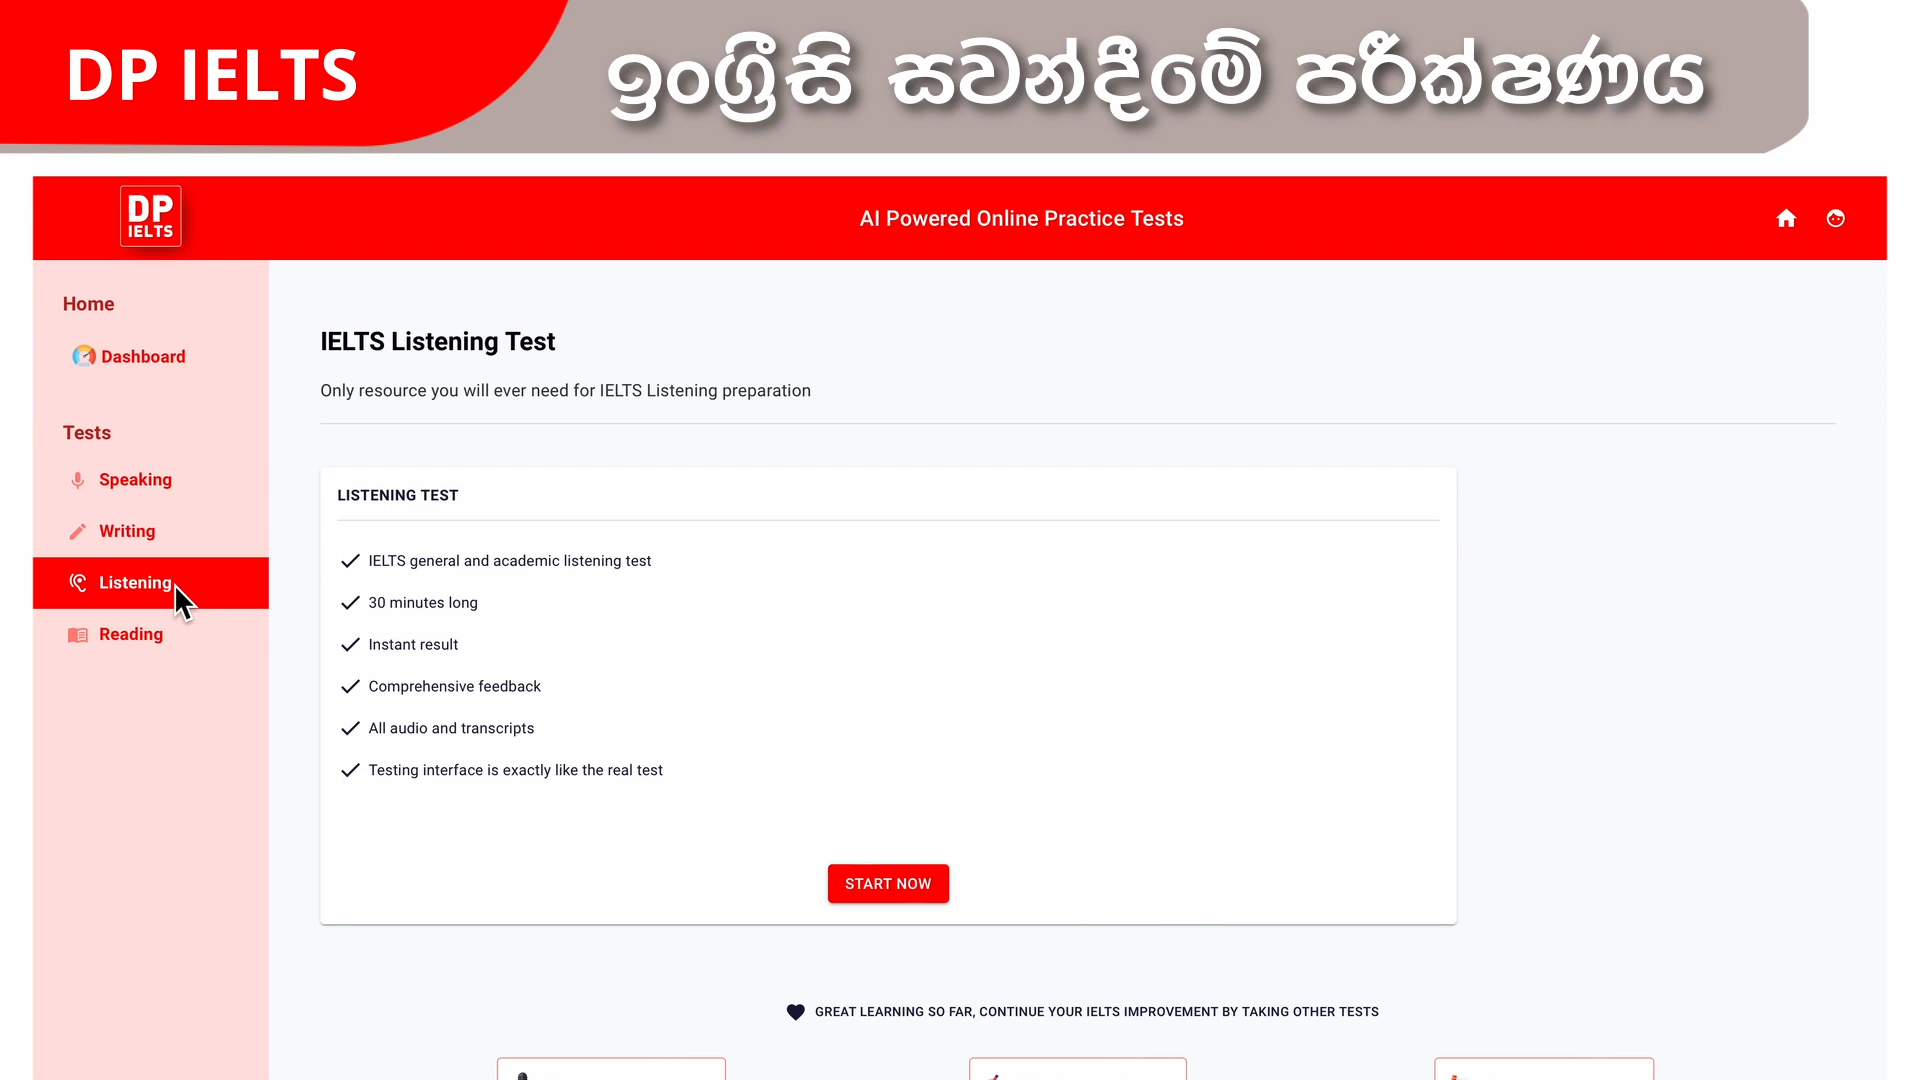 DP IELTS
ඉංග්‍රීසි සවන්දීමේ පරීක්ෂණය
DP
IELTS
AI Powered Online Practice Tests
Home
Dashboard
Tests
Speaking
Writing
Listening
Reading
IELTS Listening Test
Only resource you will ever need for IELTS Listening preparation
LISTENING TEST
IELTS general and academic listening test
30 minutes long
Instant result
Comprehensive feedback
All audio and transcripts
Testing interface is exactly like the real test
START NOW
GREAT LEARNING SO FAR, CONTINUE YOUR IELTS IMPROVEMENT BY TAKING OTHER TESTS